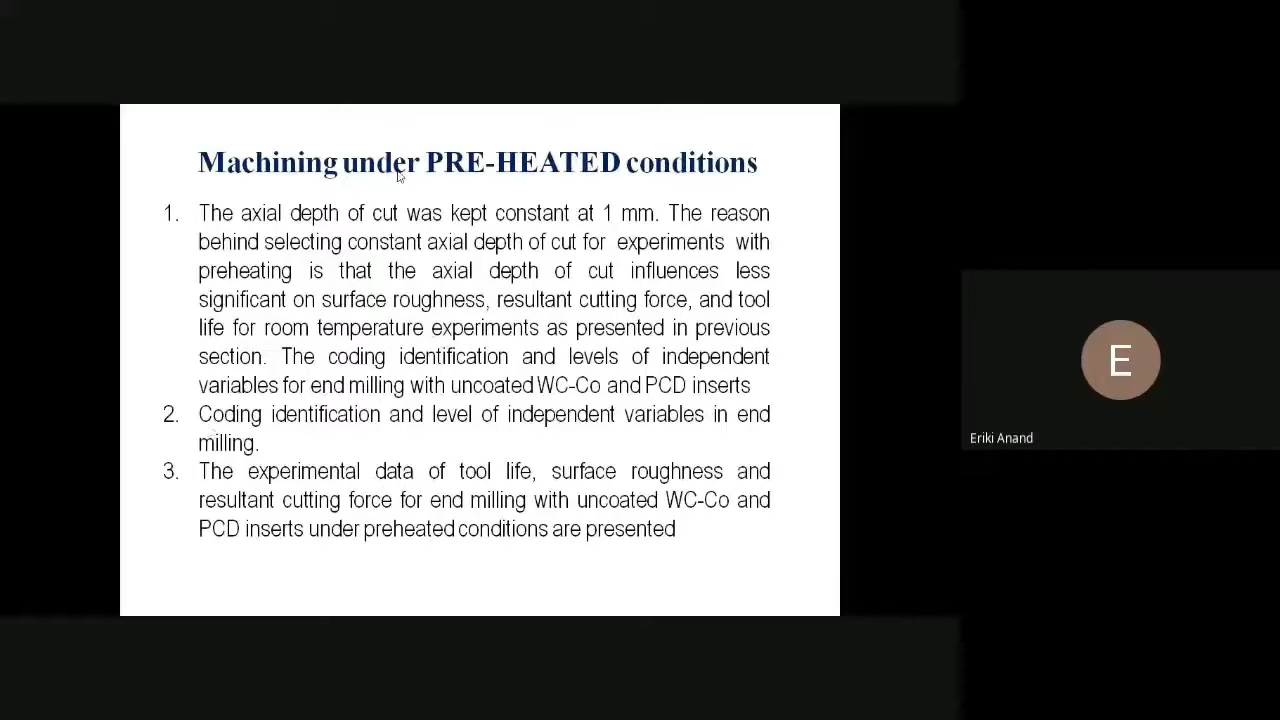 Machining under PRE-HEATED conditions
1. The axial depth of cut was kept constant at 1 mm. The reason
behind selecting constant axial depth of cut for experiments with
preheating is that the axial depth of cut influences less
significant on surface roughness, resultant cutting force, and tool
life for room temperature experiments as presented in previous
section. The coding identification and levels of independent
variables for end milling with uncoated WC-Co and PCD inserts
2. Coding identification and level of independent variables in end
milling.
3. The experimental data of tool life, surface roughness and
resultant cutting force for end milling with uncoated WC-Co and
PCD inserts under preheated conditions are presented
E
Eriki Anand